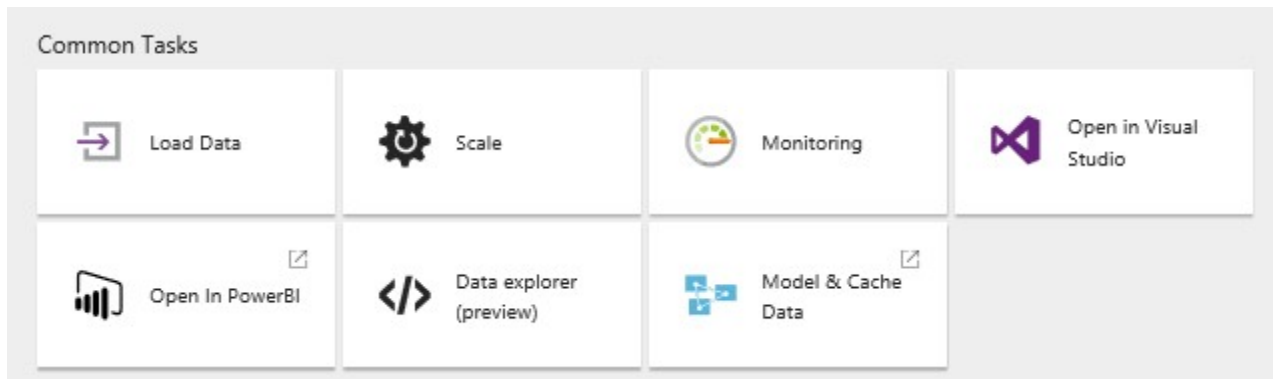 Common Tasks
Load Data
Scale
Monitoring
Open in Visual
Studio
Open In PowerBI
Data explorer
(preview)
Model & Cache
Data